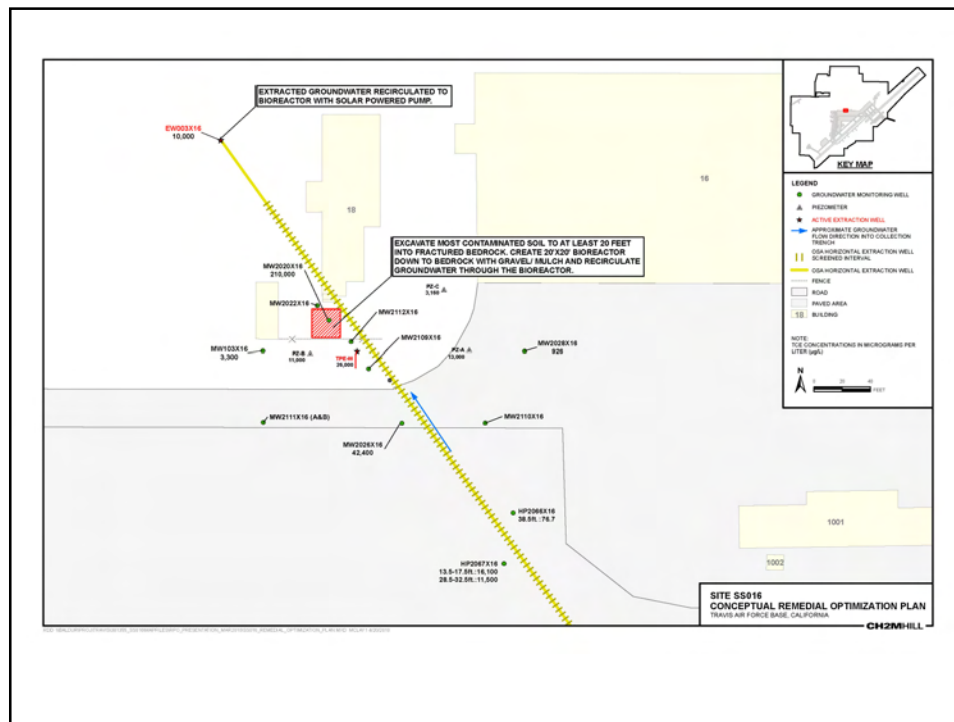 EXTRACTED GROUNDWATER RECIRCULATED TO
BIOREACTOR WITH SOLAR POWERED PUMP.
EW003X16
10,000
18
16
EXCAVATE MOST CONTAMINATED SOIL TO AT LEAST 20 FEET
INTO FRACTURED BEDROCK. CREATE 20'X20' BIOREACTOR
DOWN TO BEDROCK WITH GRAVEL/ MULCH AND RECIRCULATE
GROUNDWATER THROUGH THE BIOREACTOR.
MW2020X16
210,000
MW2022X16
PZ-C
3,160
MW2112X16
MW2109X16
MW103X16
3,300
PZ-B
11,000
TPE-W
26,000
PZ-A
13,000
MW2028X16
926
MW2111X16 (A&B)
MW2026X16
42,400
MW2110X16
HP2066X16
38.5ft.:76.7
HP2067X16
13.5-17.5ft.:16,100
28.5-32.5ft.:11,500
1001
1002
KEY MAP
LEGEND
GROUNDWATER MONITORING WELL
PIEZOMETER
ACTIVE EXTRACTION WELL
APPROXIMATE GROUNDWATER
FLOW DIRECTION INTO COLLECTION
TRENCH
OSA HORIZONTAL EXTRACTION WELL
SCREENED INTERVAL
OSA HORIZONTAL EXTRACTION WELL
FENCE
ROAD
PAVED AREA
18 BUILDING
NOTE:
TCE CONCENTRATIONS IN MICROGRAMS PER
LITER (µg/L)
N
0
FEET
SITE SS016
CONCEPTUAL REMEDIAL OPTIMIZATION PLAN
TRAVIS AIR FORCE BASE, CALIFORNIA
CH2MHILL